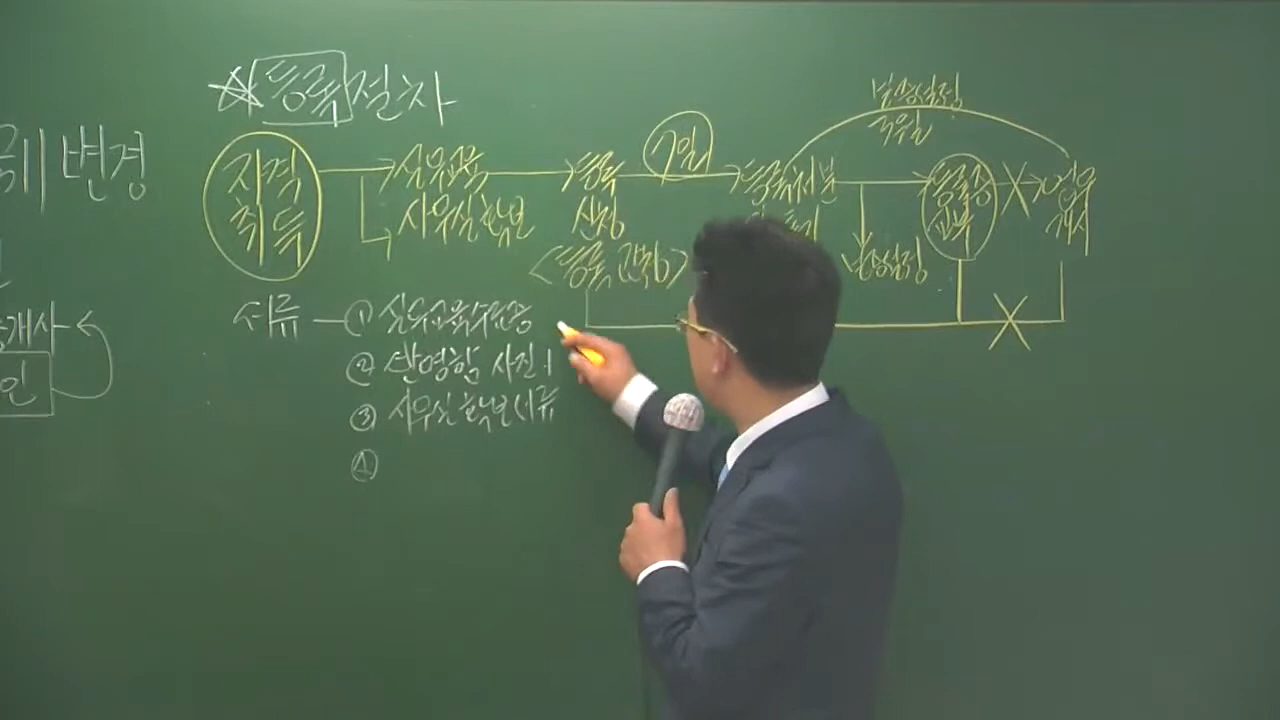 등록절차
변경
보증설정
7일
자격
취득
실무교육
사무실 확보
등록
신청
등록처분
등록증
교부
업무
개시
<등록관청>
보증설정
서류 - ① 실무교육수료증
② 반명함 사진 1
③ 사무실 확보서류
④
개사
인